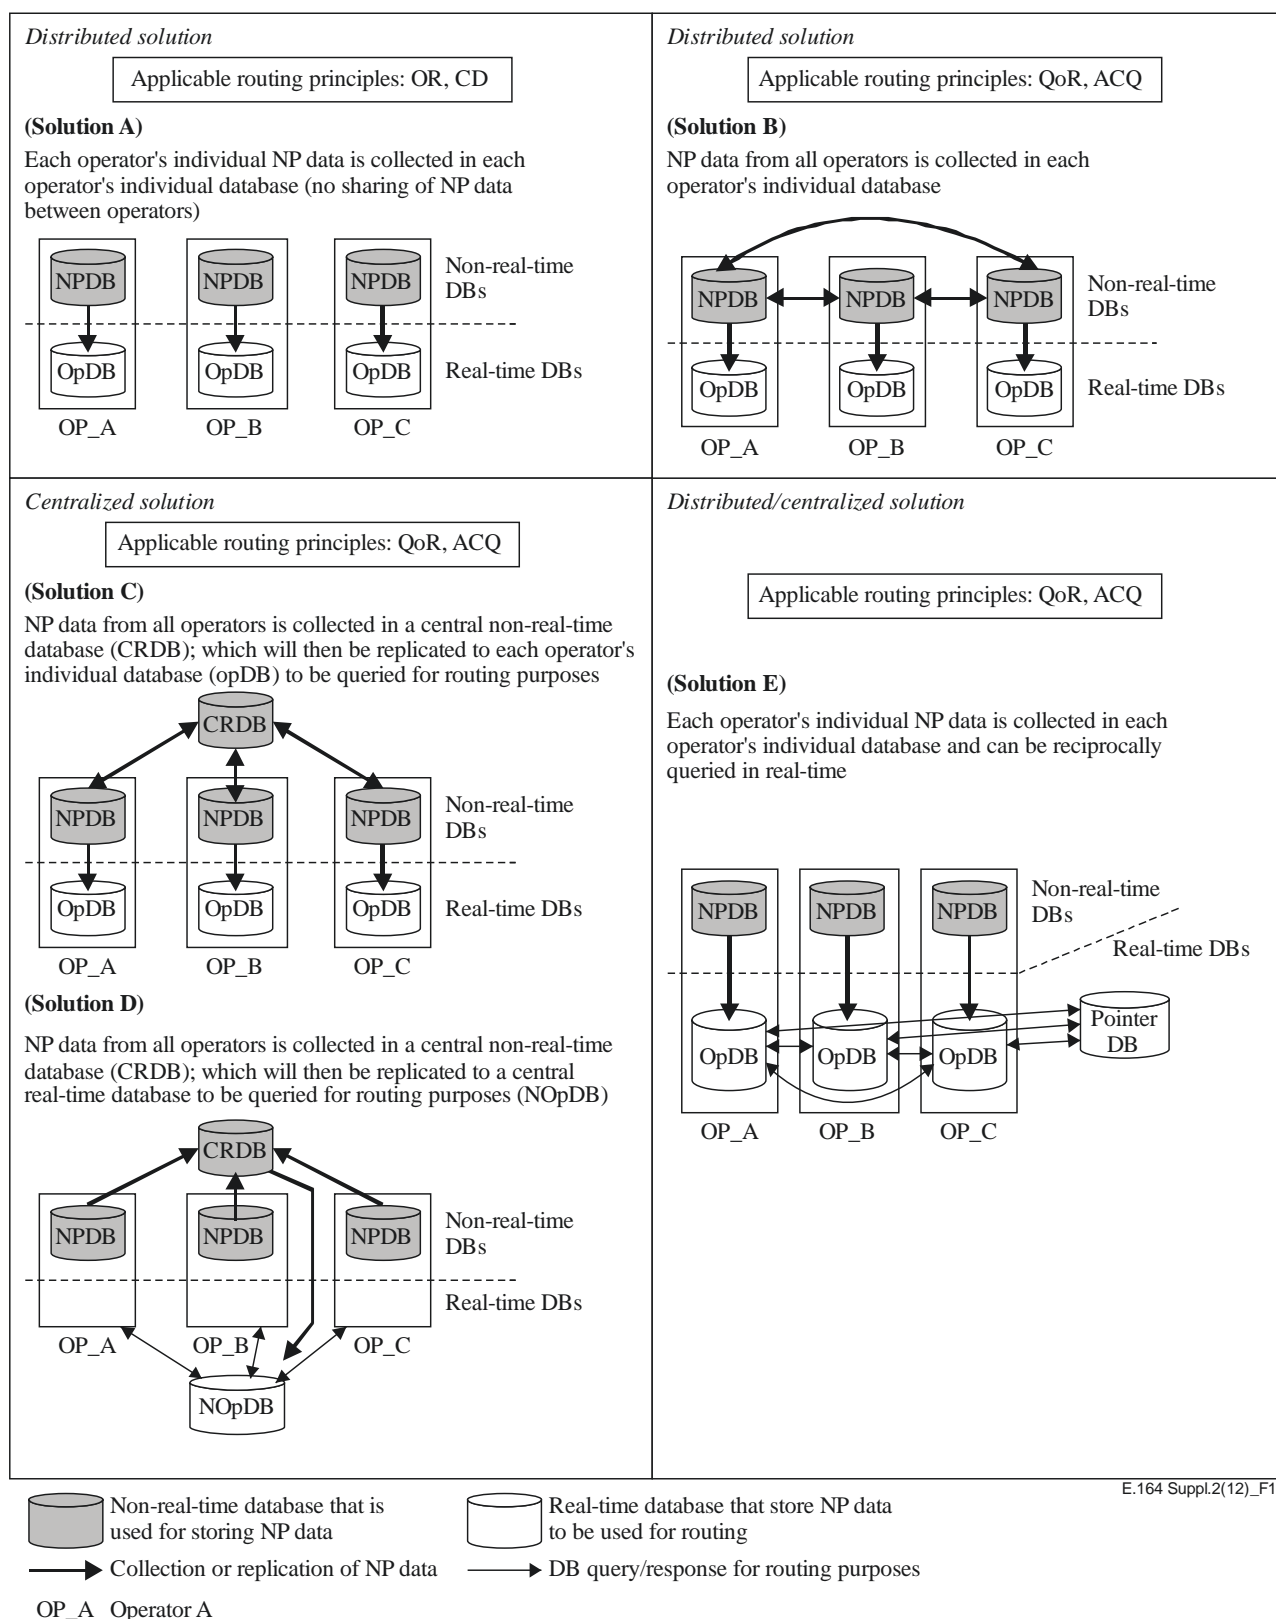 Distributed solution
Applicable routing principles: OR, CD
(Solution A)
Each operator's individual NP data is collected in each
operator's individual database (no sharing of NP data
between operators)
NPDB NPDB NPDB
Non-real-time
DBs
OpDB OpDB OpDB
Real-time DBs
OP_A OP_B OP_C
Distributed solution
Applicable routing principles: QoR, ACQ
(Solution B)
NP data from all operators is collected in each
operator's individual database
NPDB NPDB NPDB
Non-real-time
DBs
OpDB OpDB OpDB
Real-time DBs
OP_A OP_B OP_C
Centralized solution
Applicable routing principles: QoR, ACQ
(Solution C)
NP data from all operators is collected in a central non-real-time
database (CRDB); which will then be replicated to each operator's
individual database (opDB) to be queried for routing purposes
CRDB
NPDB NPDB NPDB
Non-real-time
DBs
OpDB OpDB OpDB
Real-time DBs
OP_A OP_B OP_C
(Solution D)
NP data from all operators is collected in a central non-real-time
database (CRDB); which will then be replicated to a central
real-time database to be queried for routing purposes (NOpDB)
CRDB
NPDB NPDB NPDB
Non-real-time
DBs
Real-time DBs
OP_A OP_B OP_C
NOpDB
Distributed/centralized solution
Applicable routing principles: QoR, ACQ
(Solution E)
Each operator's individual NP data is collected in each
operator's individual database and can be reciprocally
queried in real-time
NPDB NPDB NPDB
Non-real-time
DBs
Real-time DBs
OpDB OpDB OpDB
Pointer
DB
OP_A OP_B OP_C
E.164 Suppl.2(12)_F1
Non-real-time database that is
used for storing NP data
Real-time database that store NP data
to be used for routing
Collection or replication of NP data
DB query/response for routing purposes
OP_A Operator A